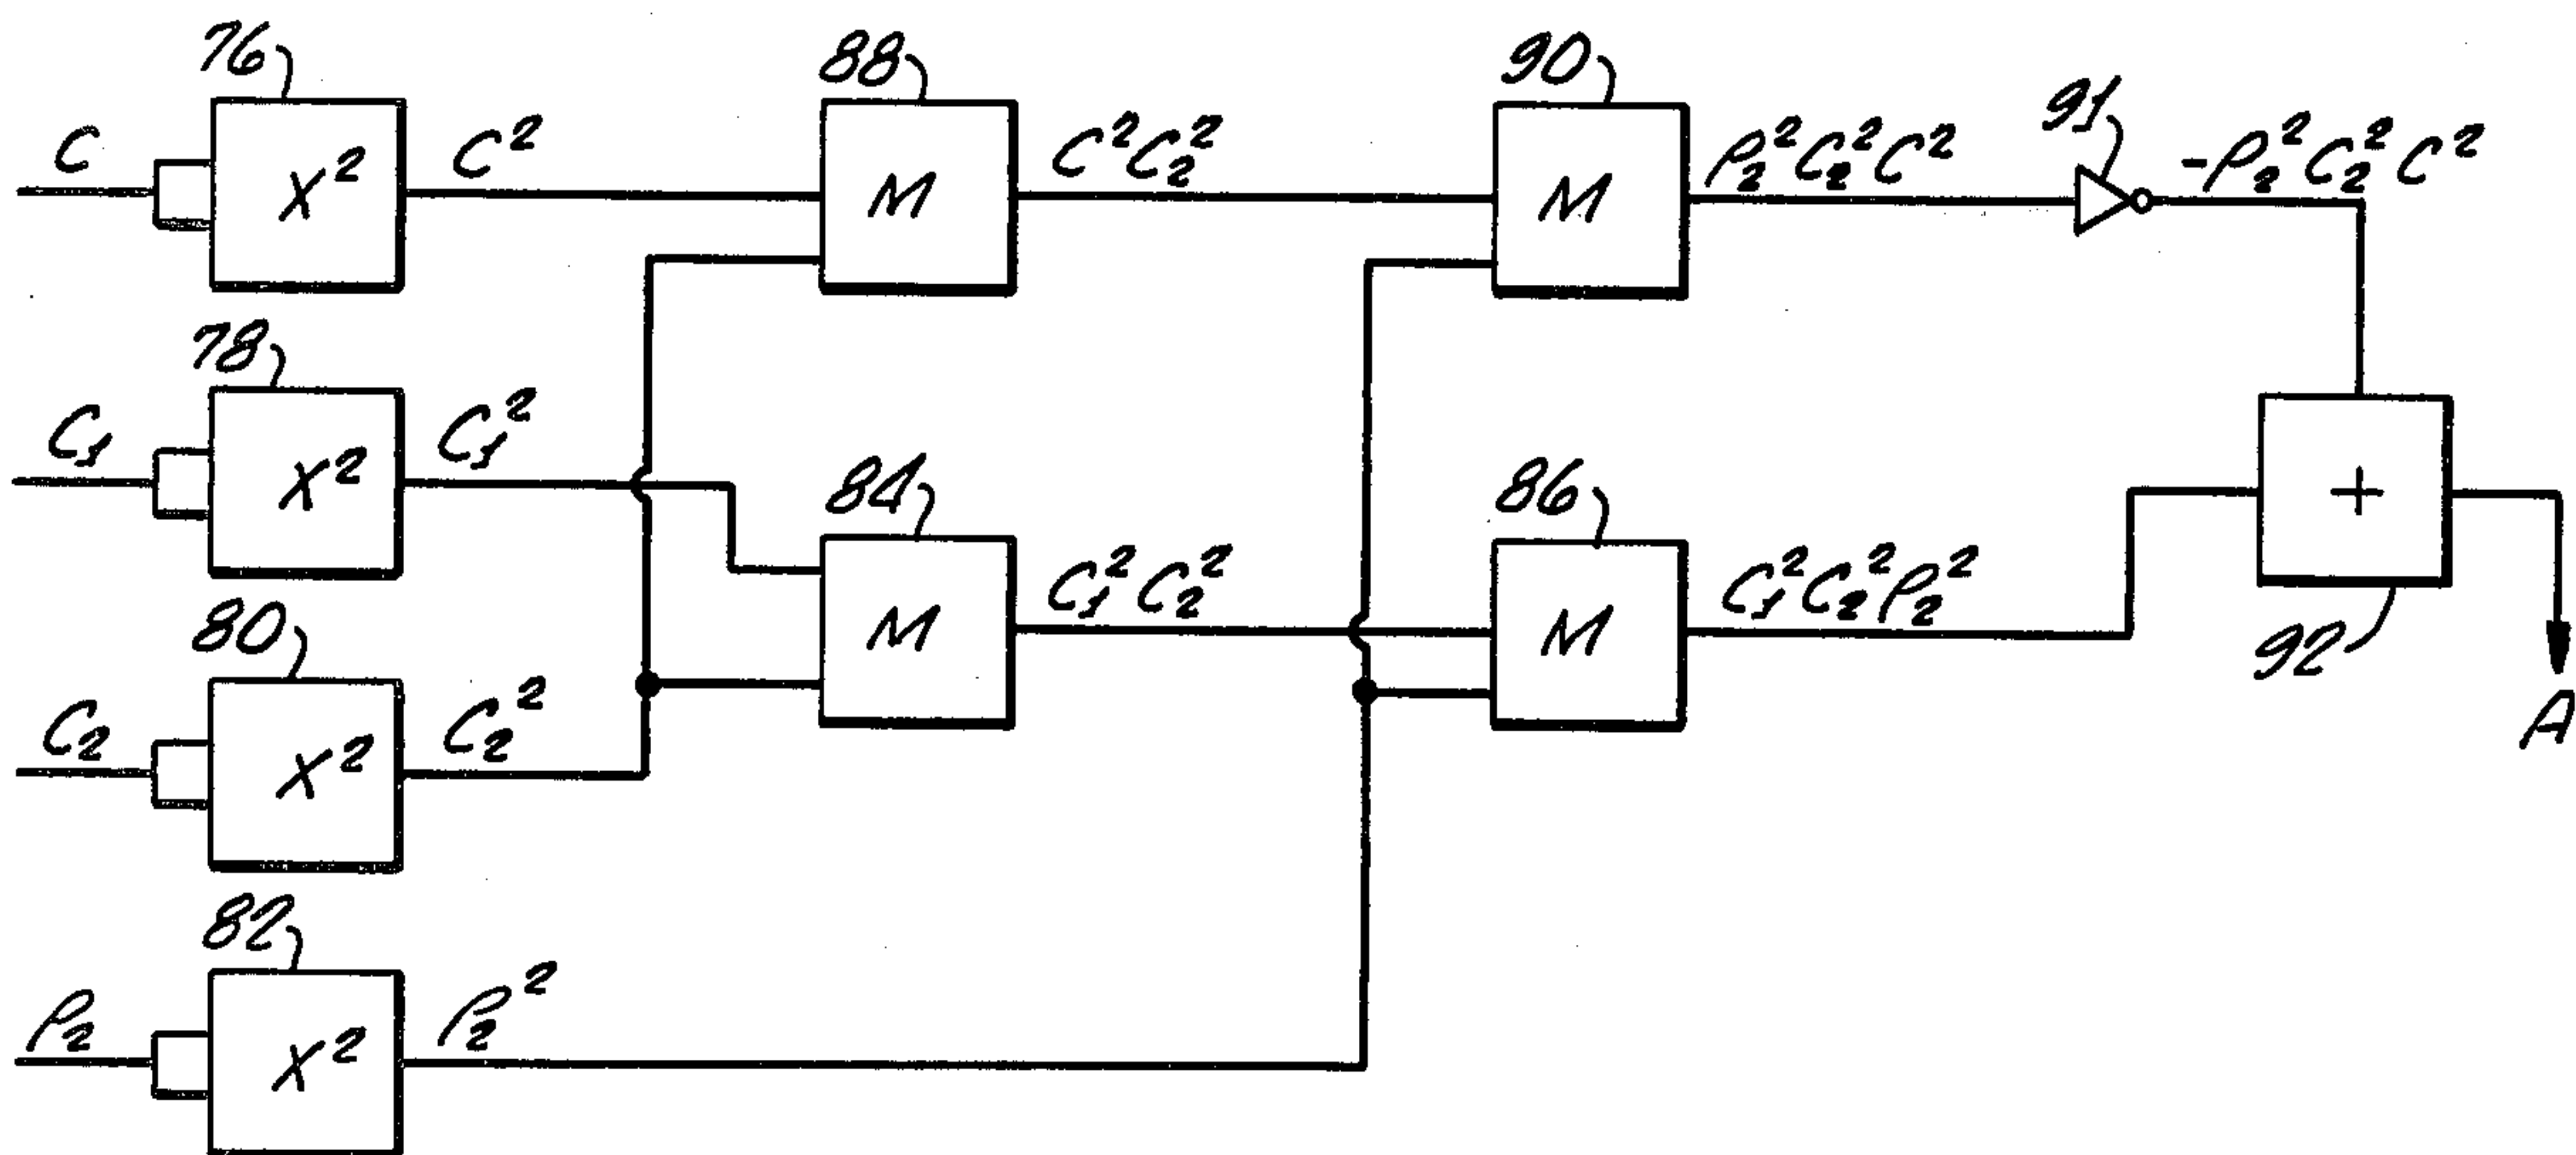 76
88
90
91
C
X²
C²
M
C²C₂²
M
ρ₂²C₂²C²
-ρ₂²C₂²C²
78
C₁
X²
C₁²
84
M
C₁²C₂²
86
M
C₁²C₂²ρ₂²
+
92
A
80
C₂
X²
C₂²
82
ρ₂
X²
ρ₂²